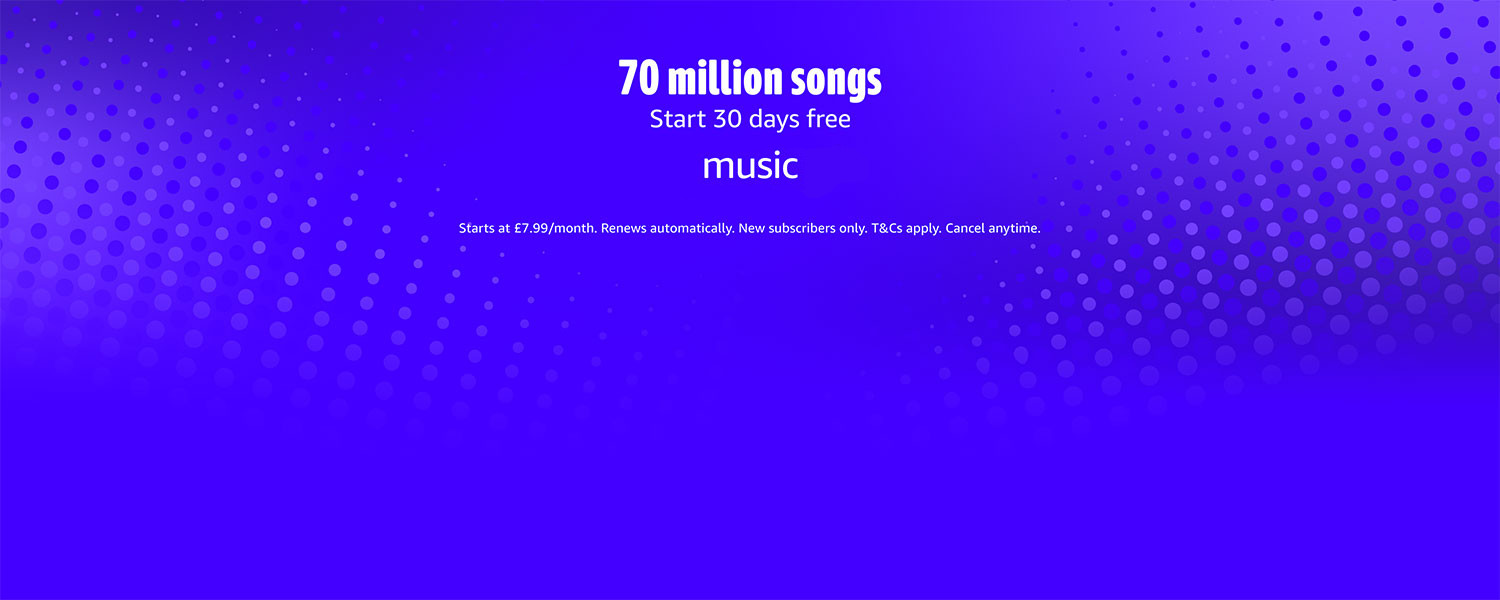 70 million songs
Start 30 days free
music
Starts at £7.99/month. Renews automatically. New subscribers only. T&Cs apply. Cancel anytime.